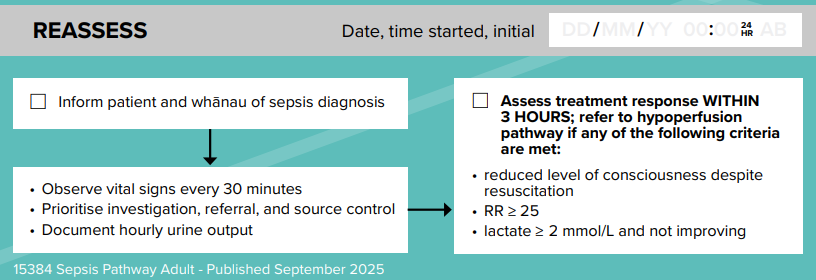 REASSESS
Date, time started, initial
DD/MM/YY 00:00 24 HR AB
Inform patient and whānau of sepsis diagnosis
• Observe vital signs every 30 minutes
• Prioritise investigation, referral, and source control
• Document hourly urine output
Assess treatment response WITHIN
3 HOURS; refer to hypoperfusion
pathway if any of the following criteria
are met:
• reduced level of consciousness despite
resuscitation
• RR ≥ 25
• lactate ≥ 2 mmol/L and not improving
15384 Sepsis Pathway Adult - Published September 2025